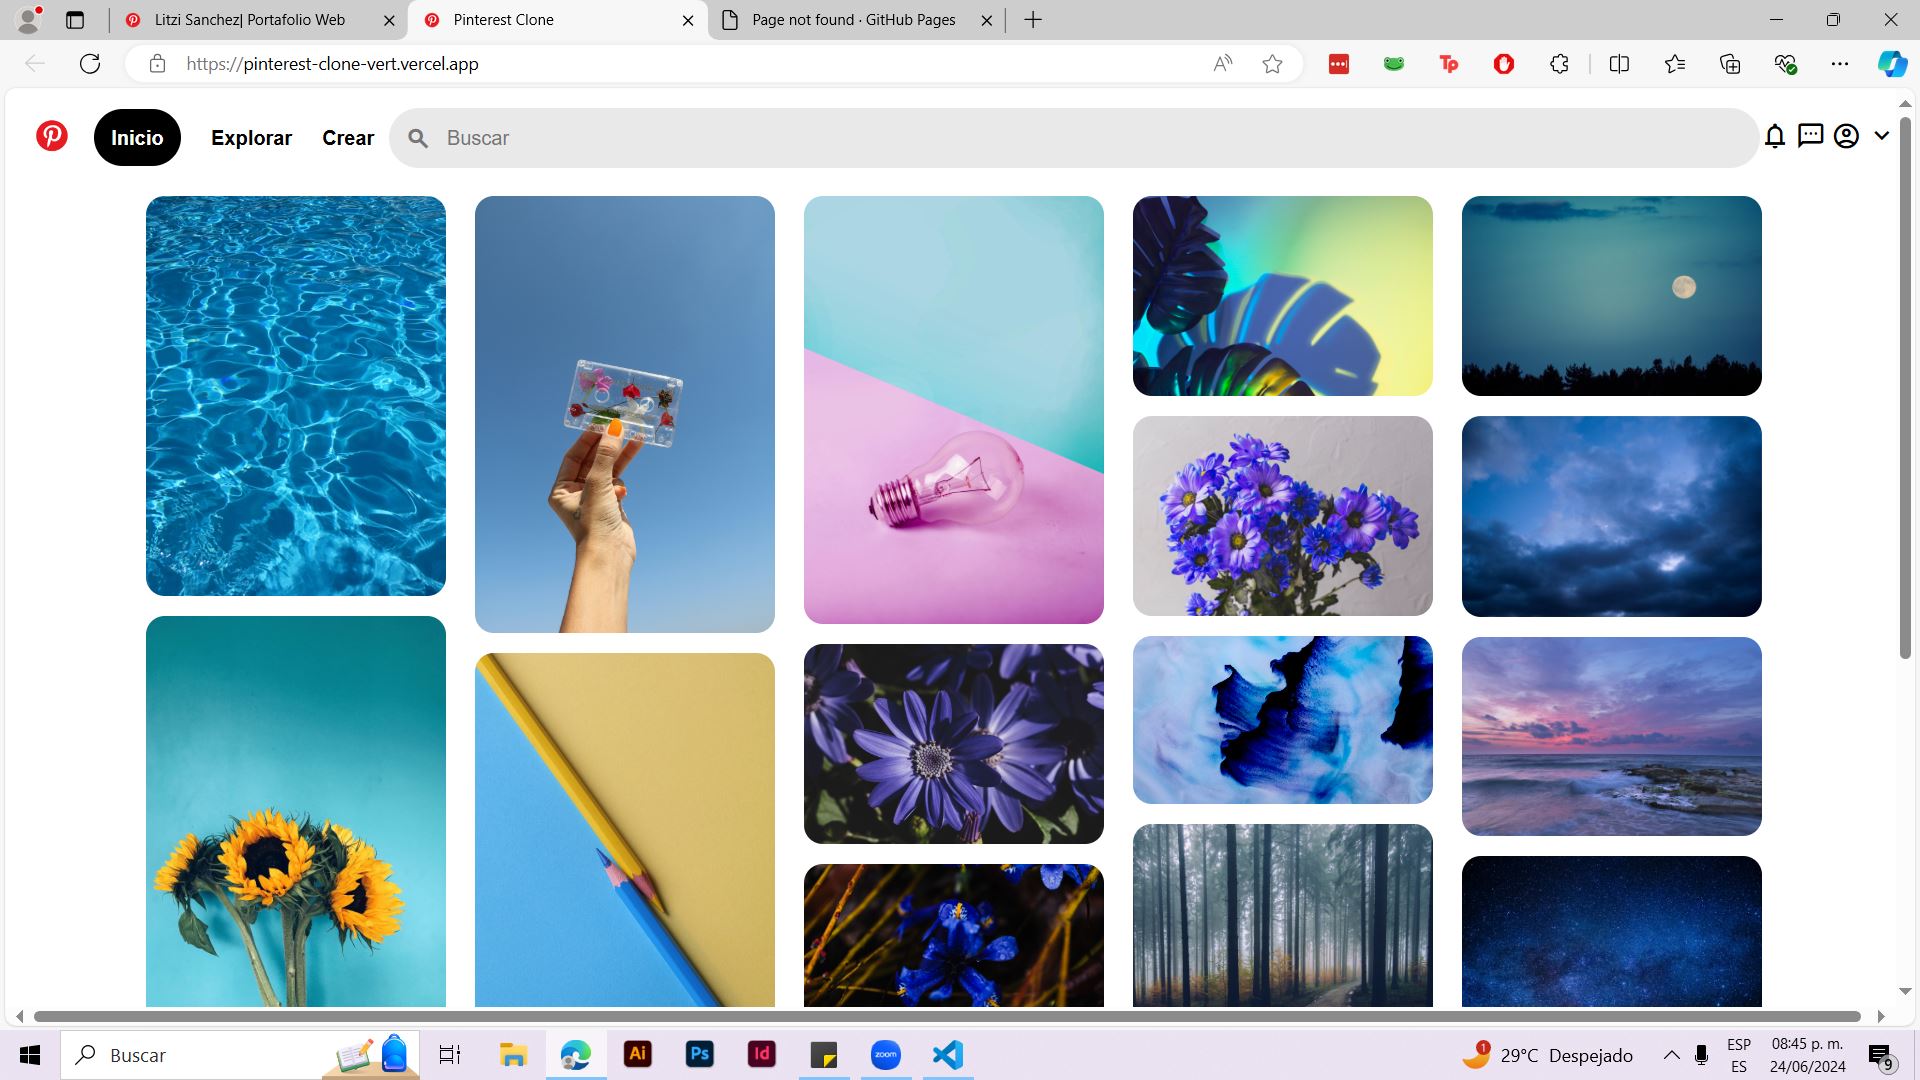 Litzi Sanchez| Portafolio Web
Pinterest Clone
Page not found · GitHub Pages
https://pinterest-clone-vert.vercel.app
Inicio
Explorar
Crear
Buscar
Buscar
Ai
Ps
Id
zoom
1
29°C Despejado
ESP
ES
08:45 p. m.
24/06/2024
9